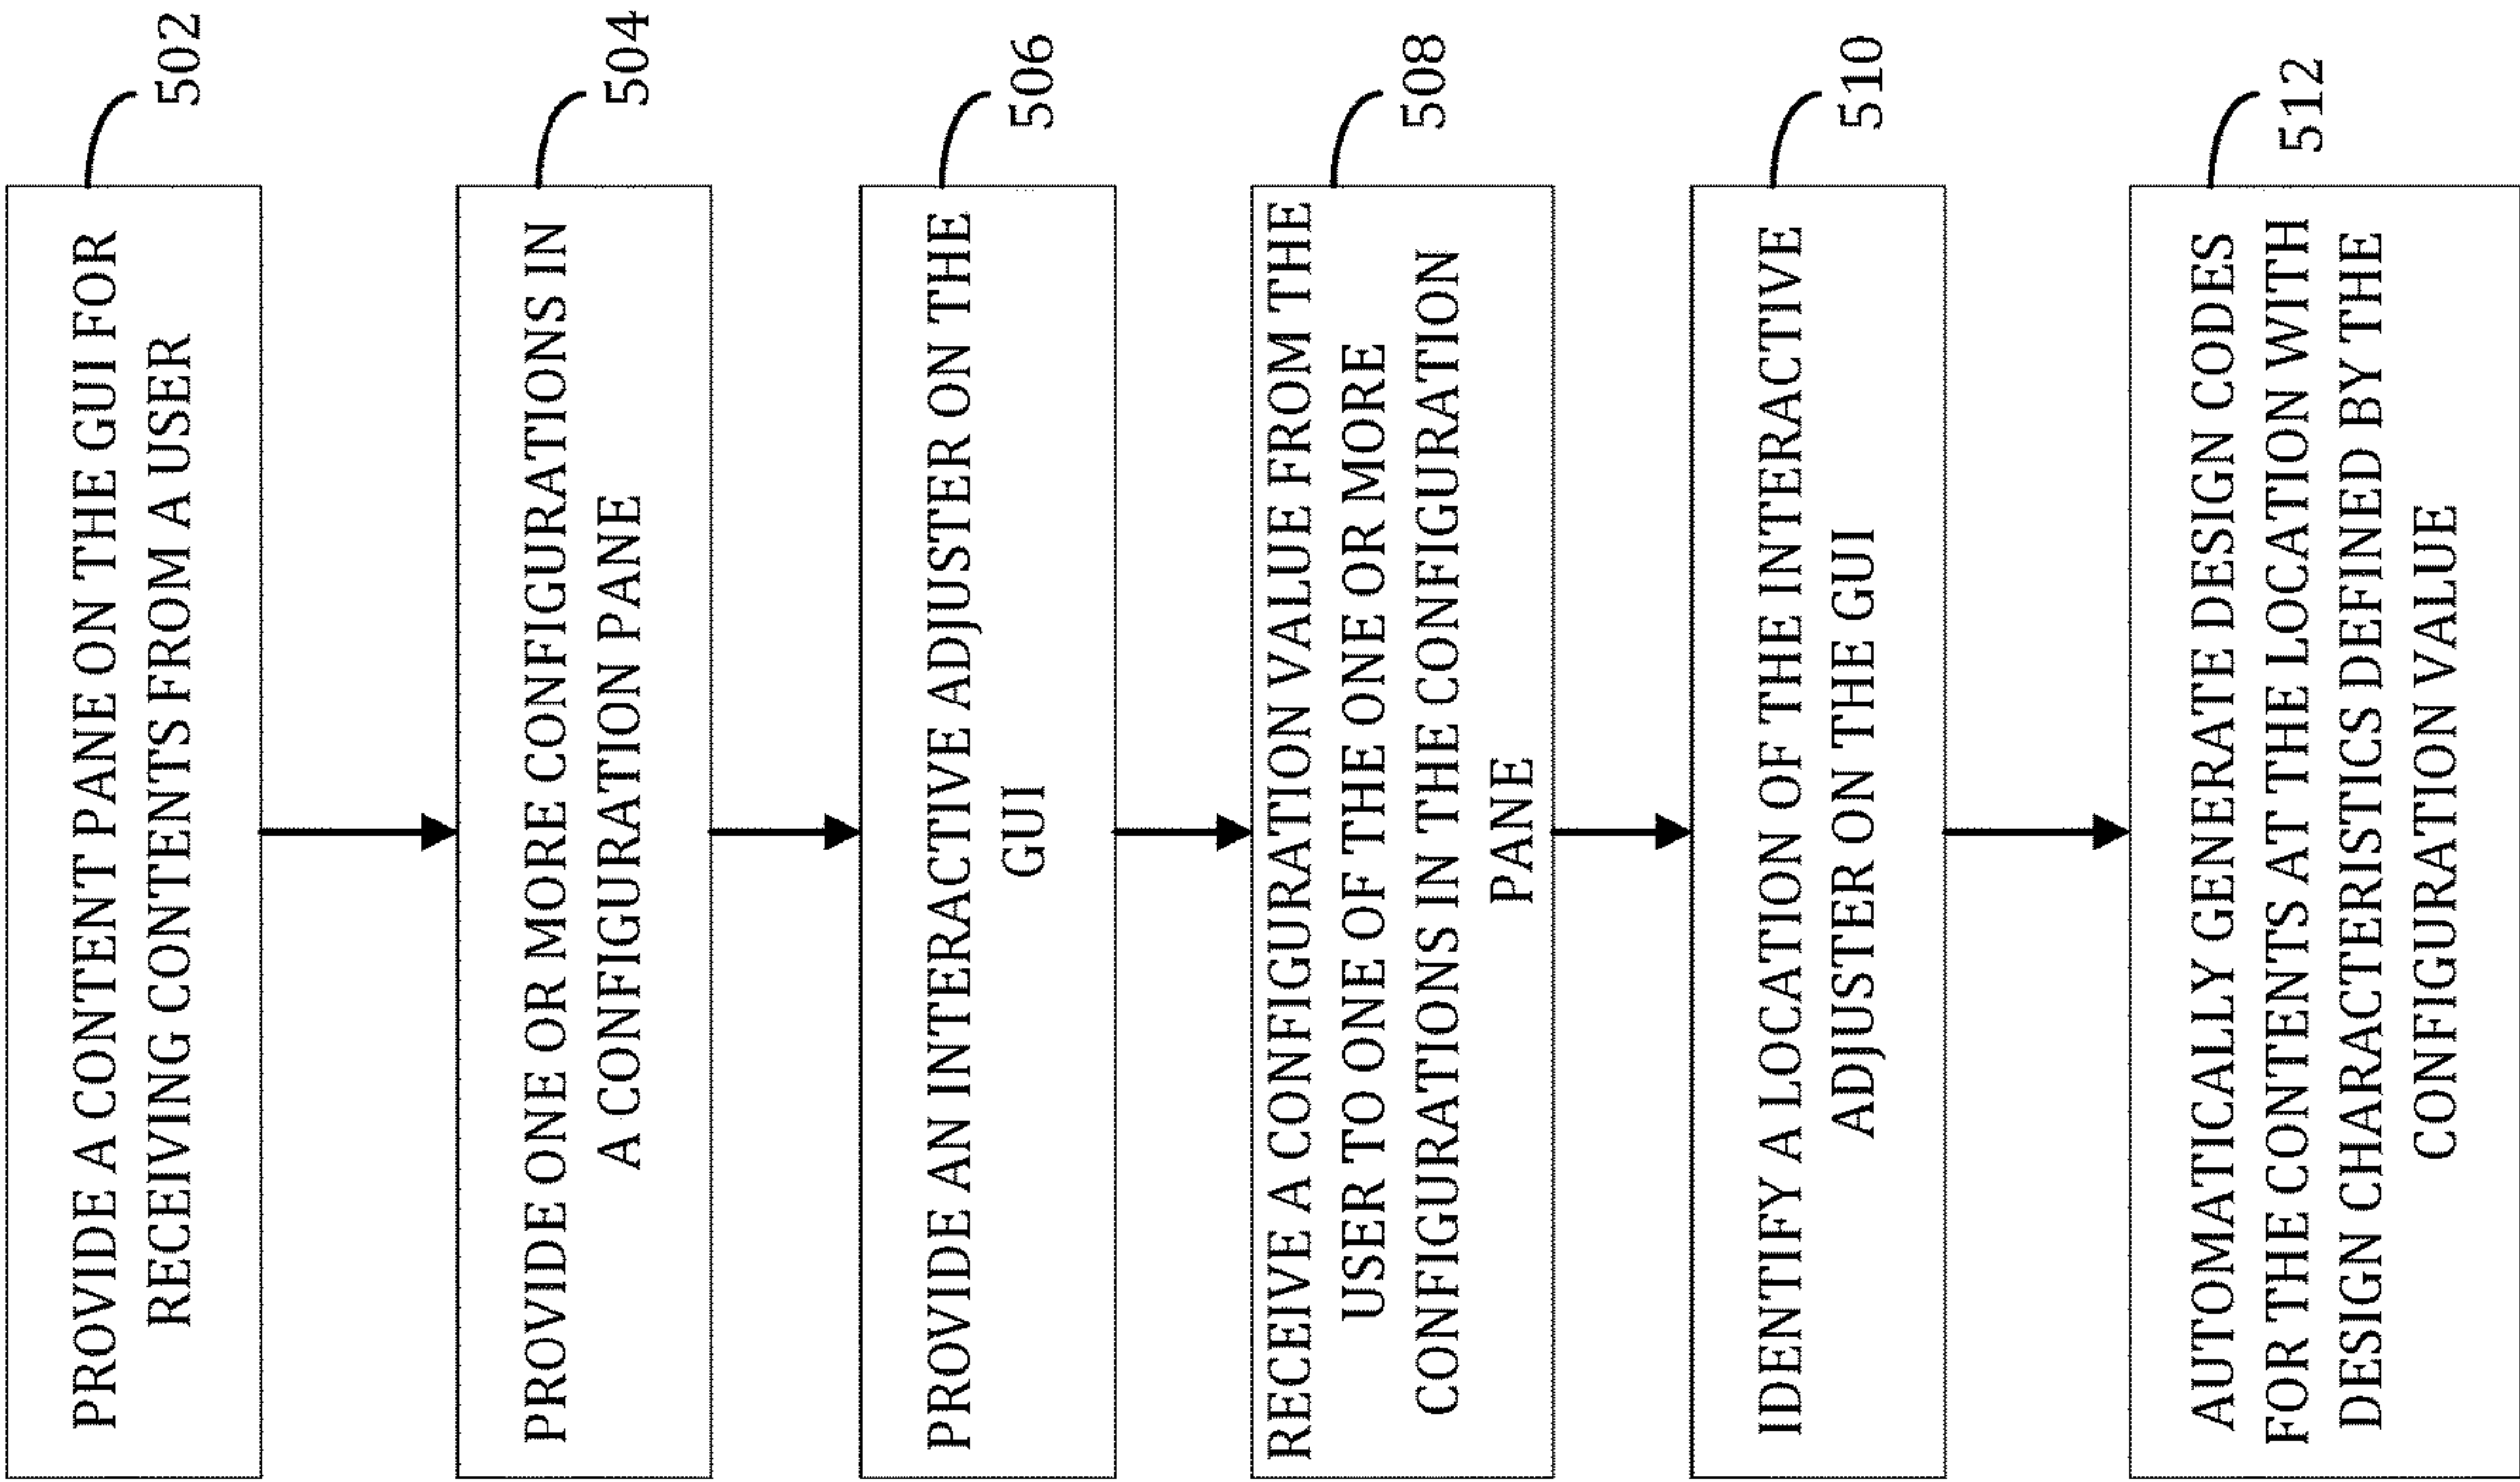 PROVIDE A CONTENT PANE ON THE GUI FOR
RECEIVING CONTENTS FROM A USER
502
PROVIDE ONE OR MORE CONFIGURATIONS IN
A CONFIGURATION PANE
504
PROVIDE AN INTERACTIVE ADJUSTER ON THE
GUI
506
RECEIVE A CONFIGURATION VALUE FROM THE
USER TO ONE OF THE ONE OR MORE
CONFIGURATIONS IN THE CONFIGURATION
PANE
508
IDENTIFY A LOCATION OF THE INTERACTIVE
ADJUSTER ON THE GUI
510
AUTOMATICALLY GENERATE DESIGN CODES
FOR THE CONTENTS AT THE LOCATION WITH
DESIGN CHARACTERISTICS DEFINED BY THE
CONFIGURATION VALUE
512